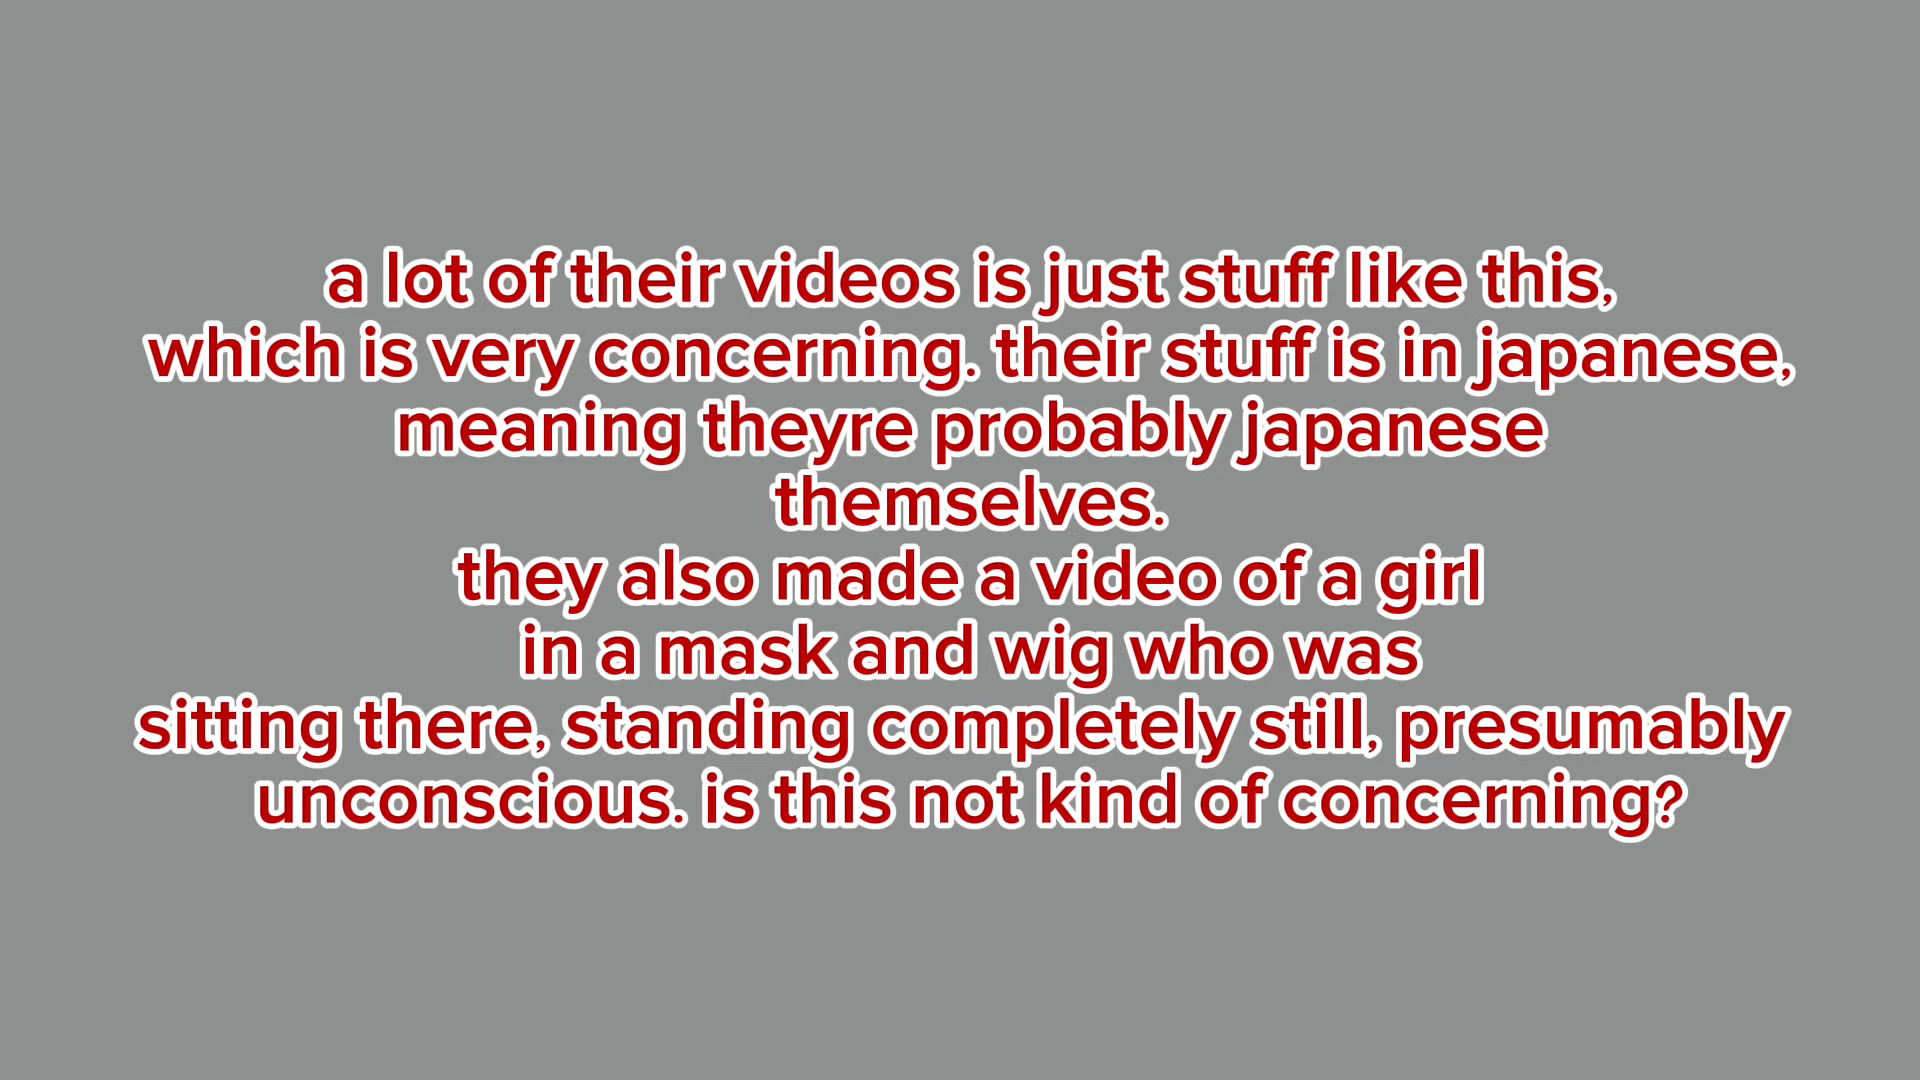 a lot of their videos is just stuff like this,
which is very concerning. their stuff is in japanese,
meaning theyre probably japanese
themselves.
they also made a video of a girl
in a mask and wig who was
sitting there, standing completely still, presumably
unconscious. is this not kind of concerning?